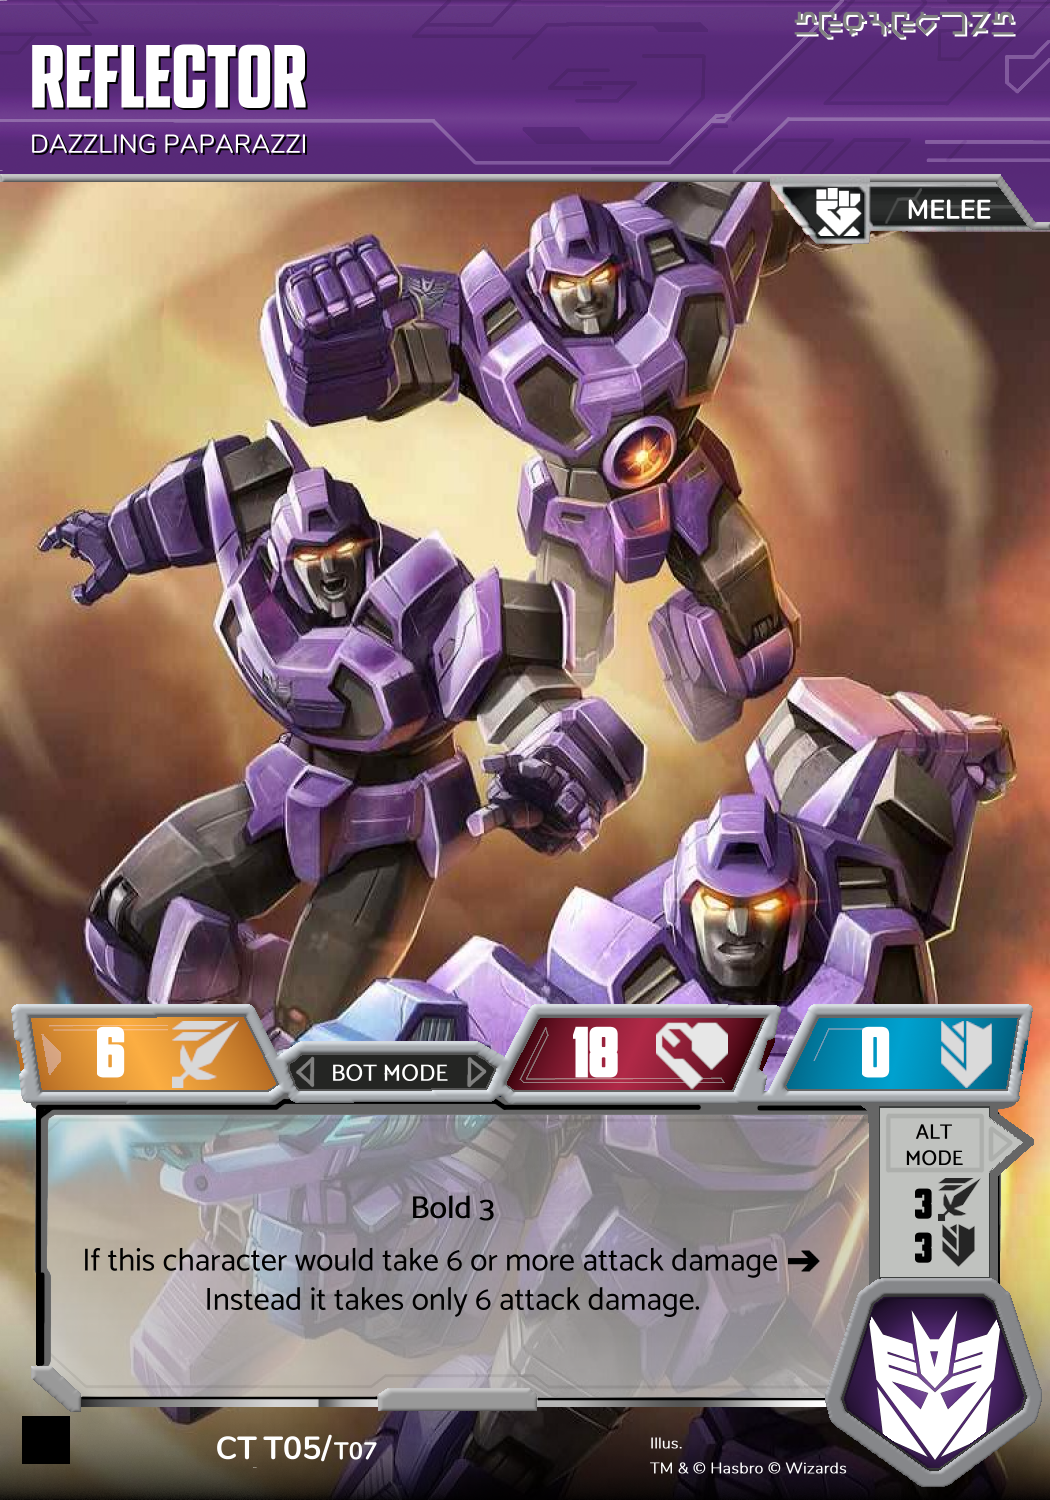 REFLECTOR
DAZZLING PAPARAZZI
MELEE
6
BOT MODE
18
0
ALT
MODE
3
3
Bold 3
If this character would take 6 or more attack damage ➔
Instead it takes only 6 attack damage.
CT T05/T07
Illus.
TM & © Hasbro © Wizards